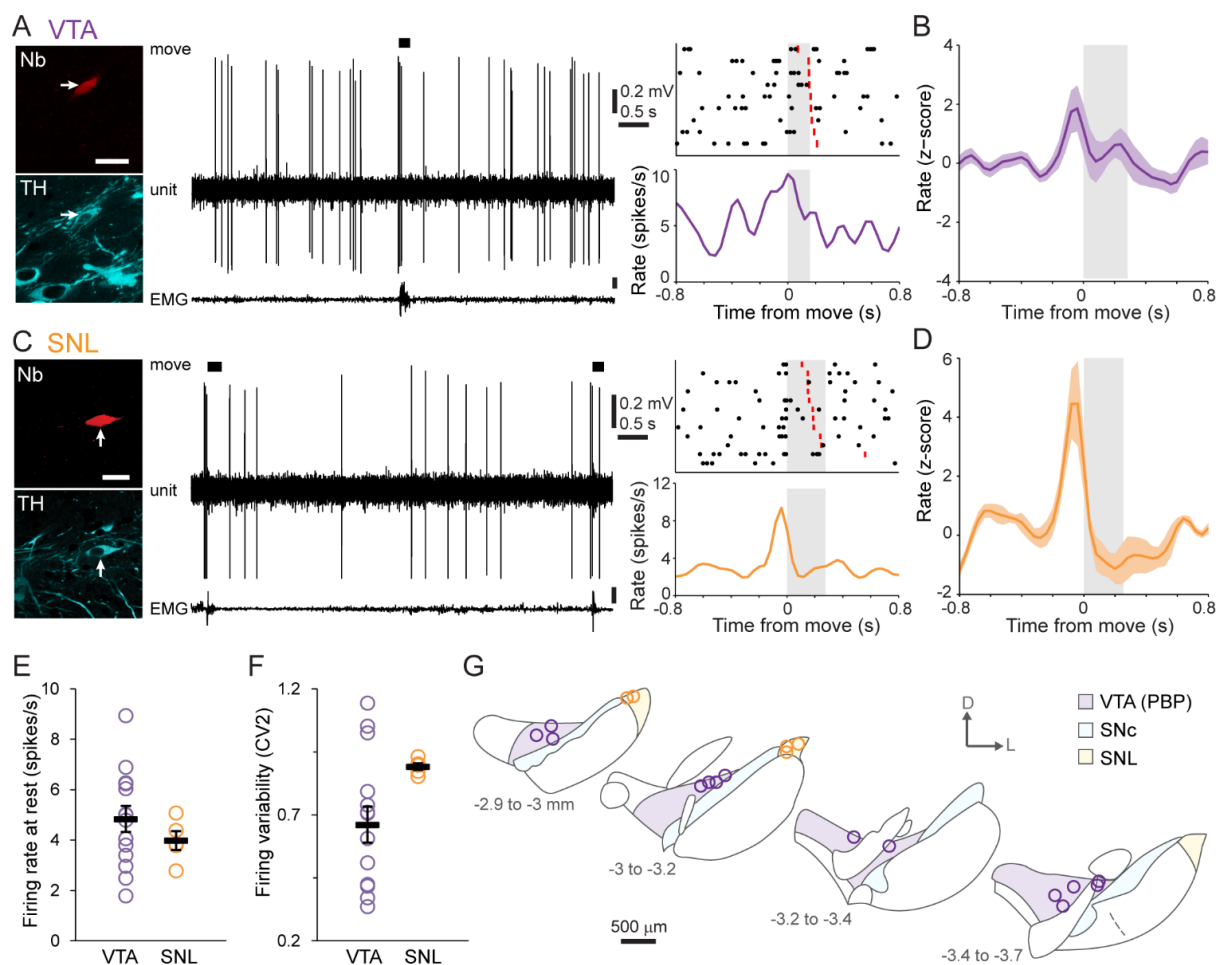 A VTA
Nb
TH
move
unit
EMG
0.2 mV
0.5 s
Rate (spikes/s)
10
5
0
-0.8
0
0.8
Time from move (s)
B
Rate (z−score)
4
2
0
-2
-4
-0.8
0
0.8
Time from move (s)
C SNL
Nb
TH
move
unit
EMG
0.2 mV
0.5 s
Rate (spikes/s)
12
8
4
0
-0.8
0
0.8
Time from move (s)
D
Rate (z-score)
6
4
2
0
-2
-0.8
0
0.8
Time from move (s)
E
Firing rate at rest (spikes/s)
10
8
6
4
2
0
VTA SNL
F
Firing variability (CV2)
1.2
0.7
0.2
VTA SNL
G
-2.9 to -3 mm
-3 to -3.2
-3.2 to -3.4
-3.4 to -3.7
500 μm
D
L
VTA (PBP)
SNc
SNL